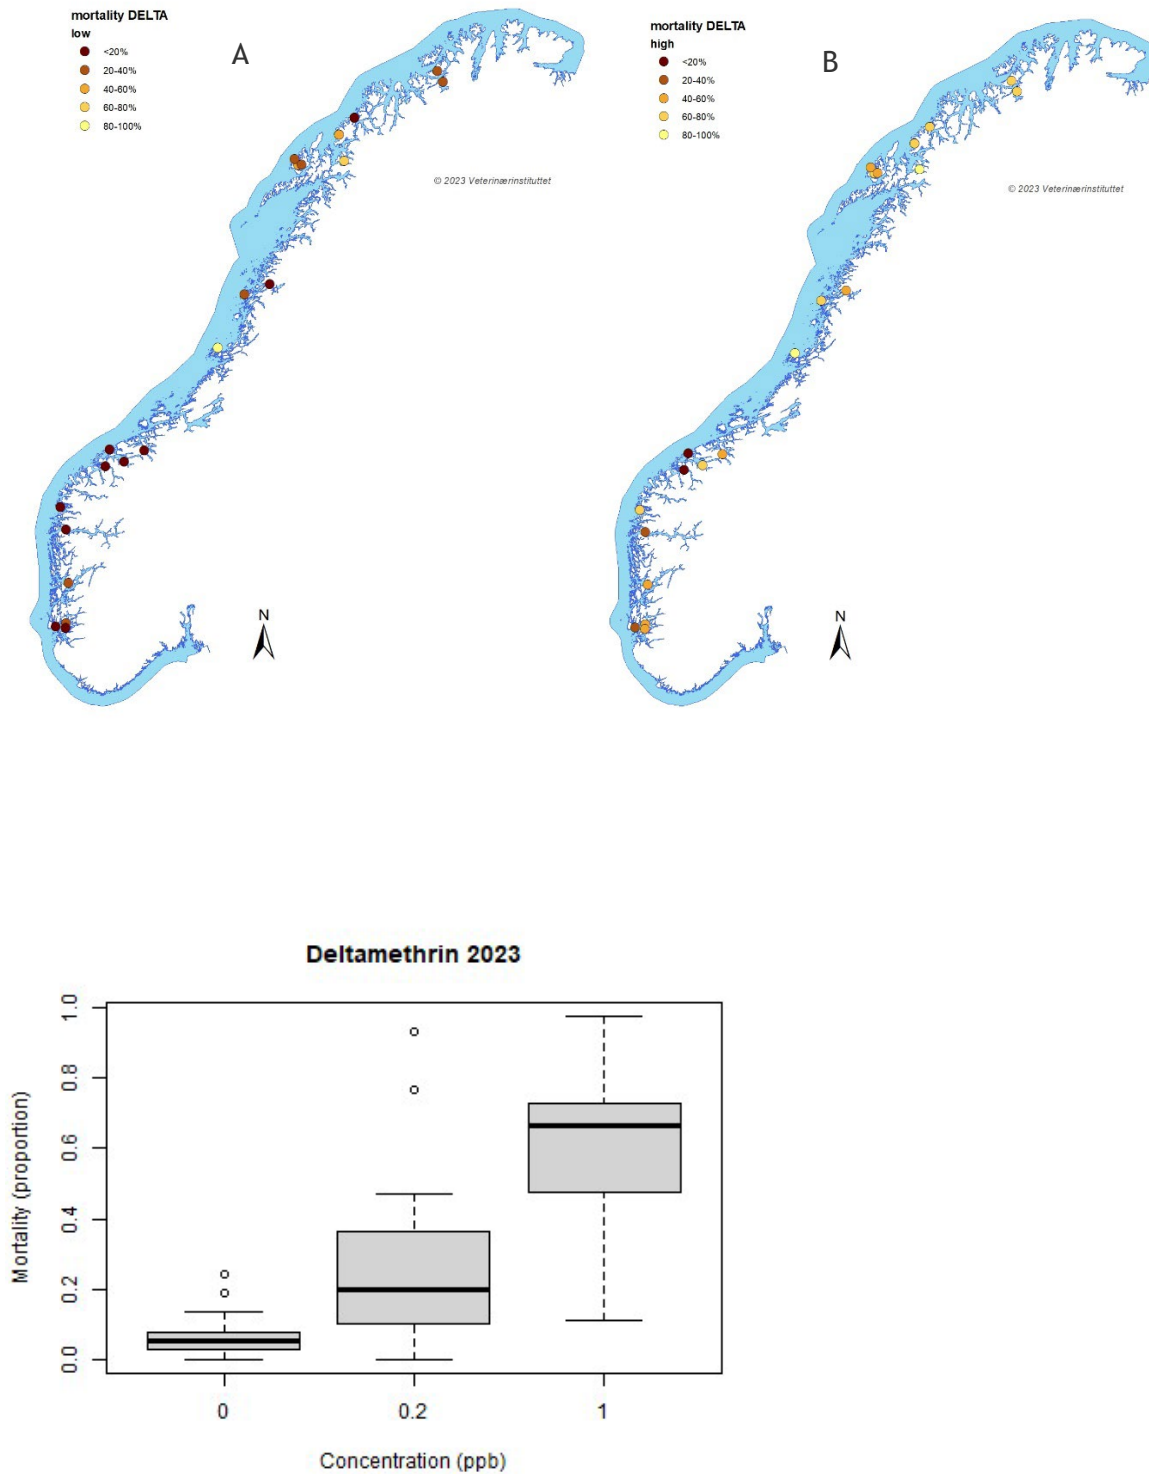 mortality DELTA
low
<20%
20-40%
40-60%
60-80%
80-100%
A
© 2023 Veterinærinstituttet
N
mortality DELTA
high
<20%
20-40%
40-60%
60-80%
80-100%
B
© 2023 Veterinærinstituttet
N
Deltamethrin 2023
Mortality (proportion)
1.0
0.8
0.6
0.4
0.2
0.0
0 0.2 1
Concentration (ppb)